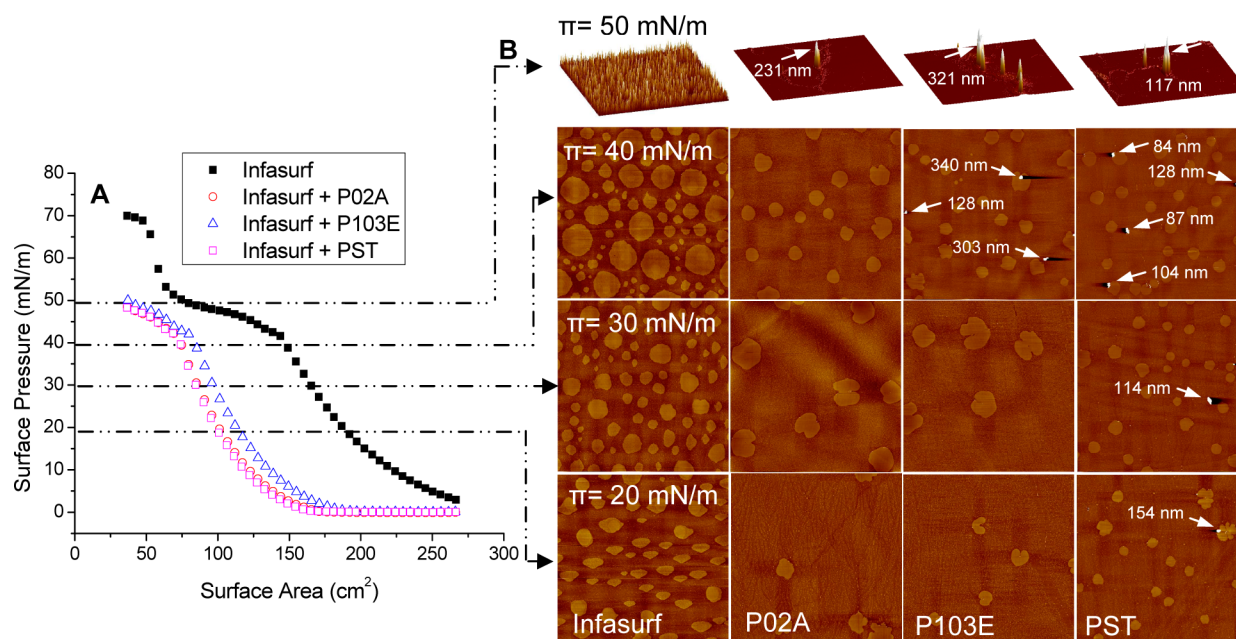 π= 50 mN/m
B
231 nm
321 nm
117 nm
A
Infasurf
Infasurf + P02A
Infasurf + P103E
Infasurf + PST
80
70
60
50
40
30
20
10
0
Surface Pressure (mN/m)
0
50
100
150
200
250
300
Surface Area (cm²)
π= 40 mN/m
340 nm
128 nm
303 nm
84 nm
128 nm
87 nm
104 nm
π= 30 mN/m
114 nm
π= 20 mN/m
154 nm
Infasurf
P02A
P103E
PST